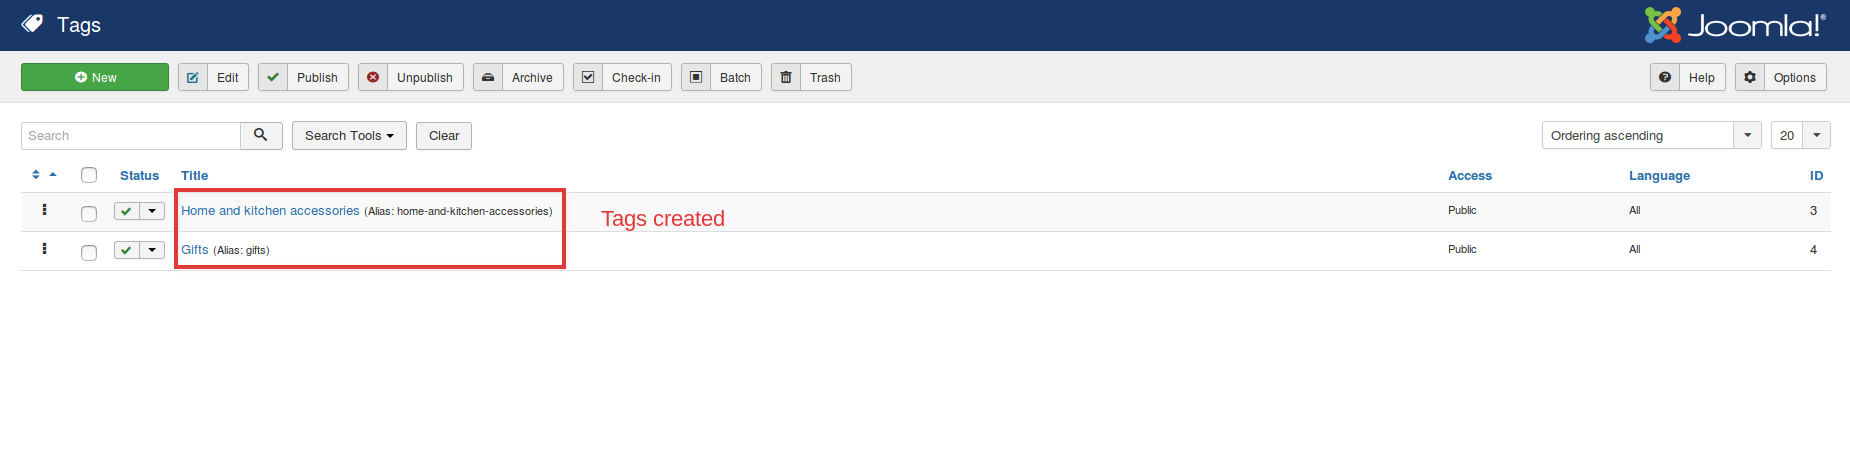 Tags
Joomla!®
New Edit Publish Unpublish Archive Check-in Batch Trash Help Options
Search Search Tools Clear Ordering ascending 20
Status Title Access Language ID
Home and kitchen accessories (Alias: home-and-kitchen-accessories) Public All 3
Tags created
Gifts (Alias: gifts) Public All 4